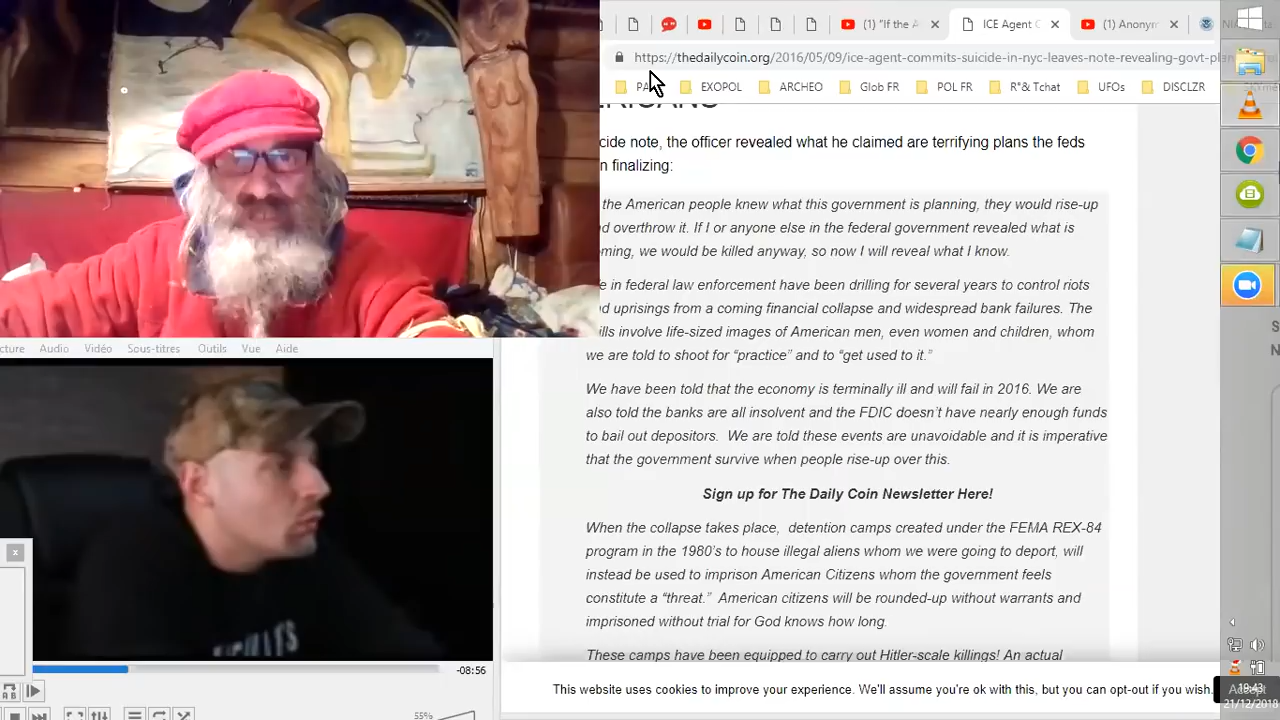 (1) "If the A
ICE Agent C
(1) Anonym
https://thedailycoin.org/2016/05/09/ice-agent-commits-suicide-in-nyc-leaves-note-revealing-govt-plan
EXOPOL
ARCHEO
Glob FR
POL FR
R°& Tchat
UFOs
DISCLZR
cide note, the officer revealed what he claimed are terrifying plans the feds
n finalizing:
the American people knew what this government is planning, they would rise-up
d overthrow it. If I or anyone else in the federal government revealed what is
ming, we would be killed anyway, so now I will reveal what I know.
e in federal law enforcement have been drilling for several years to control riots
d uprisings from a coming financial collapse and widespread bank failures. The
ills involve life-sized images of American men, even women and children, whom
we are told to shoot for “practice” and to “get used to it.”
We have been told that the economy is terminally ill and will fail in 2016. We are
also told the banks are all insolvent and the FDIC doesn’t have nearly enough funds
to bail out depositors. We are told these events are unavoidable and it is imperative
that the government survive when people rise-up over this.
Sign up for The Daily Coin Newsletter Here!
When the collapse takes place, detention camps created under the FEMA REX-84
program in the 1980’s to house illegal aliens whom we were going to deport, will
instead be used to imprison American Citizens whom the government feels
constitute a “threat.” American citizens will be rounded-up without warrants and
imprisoned without trial for God knows how long.
These camps have been equipped to carry out Hitler-scale killings! An actual
This website uses cookies to improve your experience. We'll assume you're ok with this, but you can opt-out if you wish.
Accept
19:43
21/12/2018
cture Audio Vidéo Sous-titres Outils Vue Aide
-08:56
55%